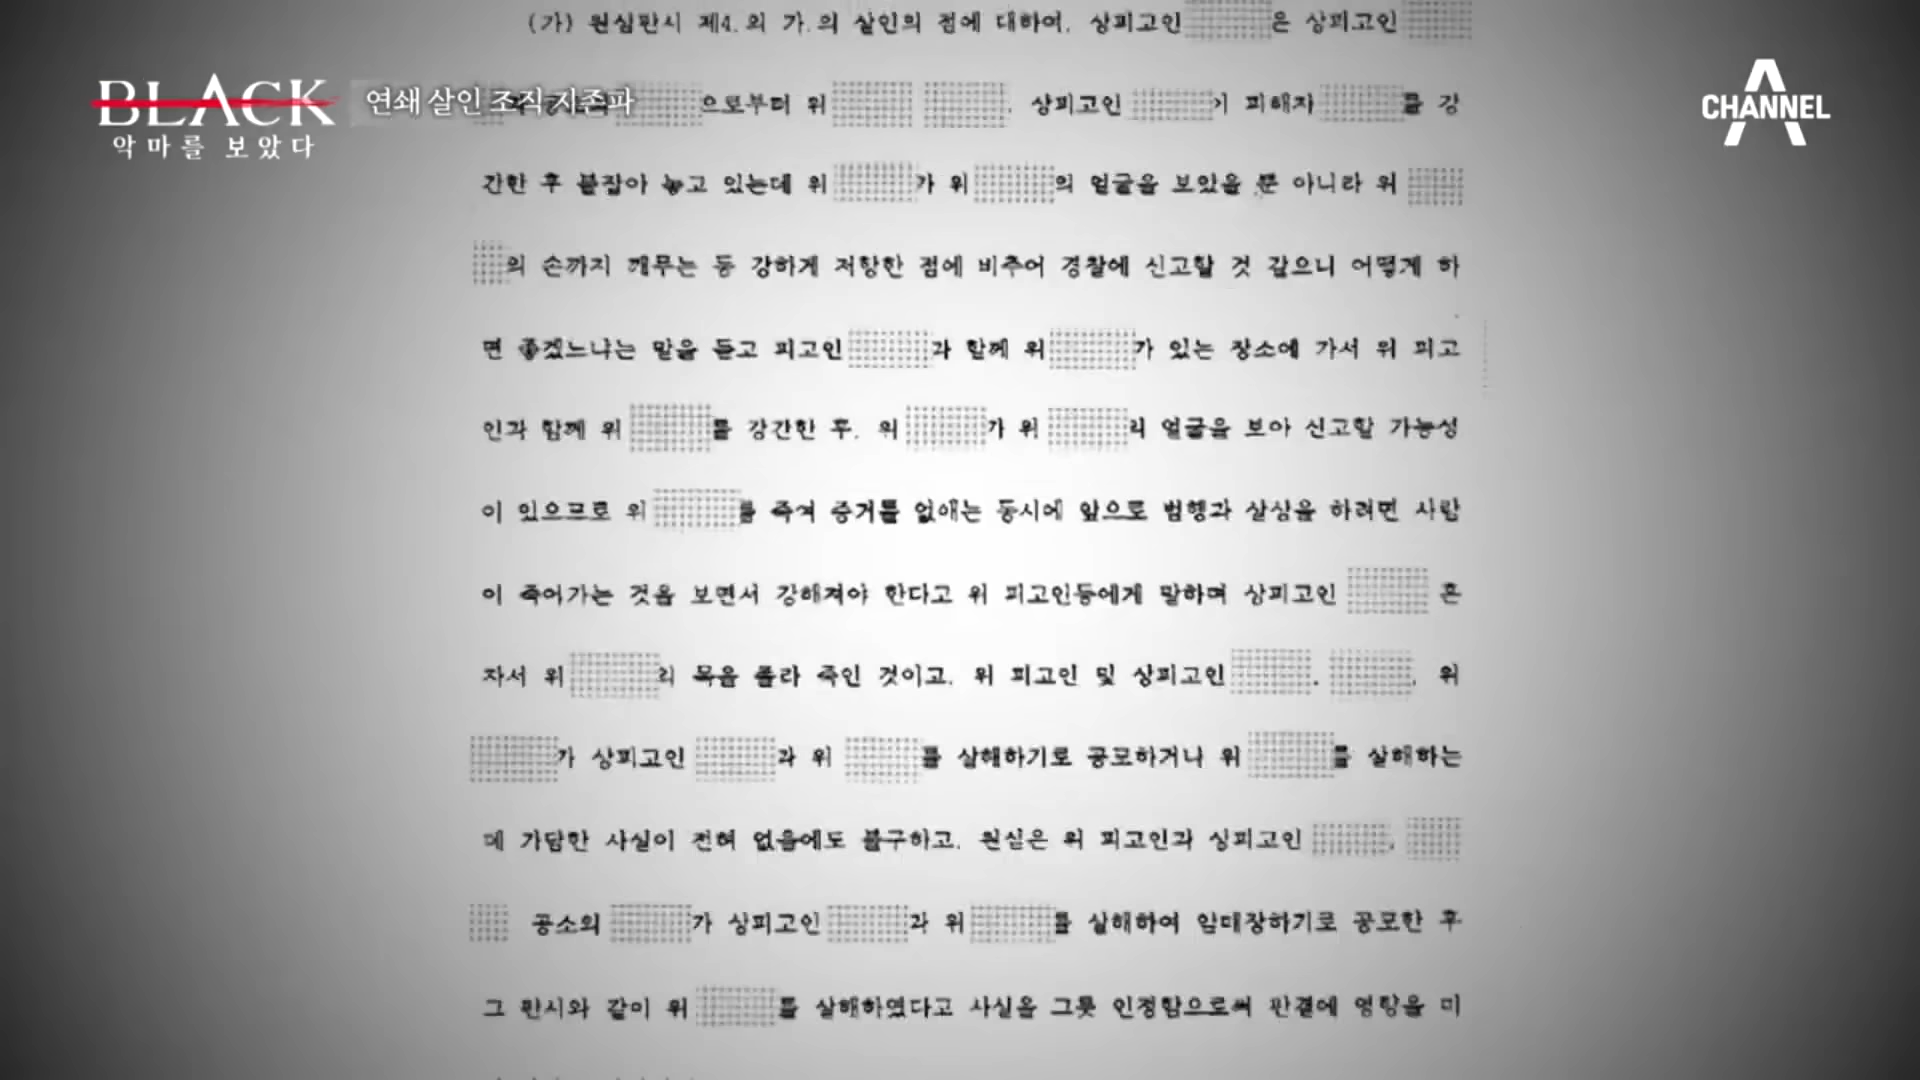 (가) 원심판시 제4.의 가.의 살인의 점에 대하여, 상피고인 은 상피고인
BLACK
악마를 보았다
연쇄 살인 조직 지존파
CHANNEL A
으로부터 위 , 상피고인 이 피해자 를 강
간한 후 붙잡아 놓고 있는데 위 가 위 의 얼굴을 보았을 뿐 아니라 위
의 손까지 깨무는 등 강하게 저항한 점에 비추어 경찰에 신고할 것 같으니 어떻게 하
면 좋겠느냐는 말을 듣고 피고인 과 함께 위 가 있는 장소에 가서 위 피고
인과 함께 위 를 강간한 후, 위 가 위 의 얼굴을 보아 신고할 가능성
이 있으므로 위 를 죽여 증거를 없애는 동시에 앞으로 범행과 살상을 하려면 사람
이 죽어가는 것을 보면서 강해져야 한다고 위 피고인등에게 말하며 상피고인 혼
자서 위 의 목을 졸라 죽인 것이고, 위 피고인 및 상피고인 , , 위
가 상피고인 과 위 를 살해하기로 공모하거나 위 를 살해하는
데 가담한 사실이 전혀 없음에도 불구하고, 원심은 위 피고인과 상피고인 ,
공소외 가 상피고인 과 위 를 살해하여 암매장하기로 공모한 후
그 판시와 같이 위 를 살해하였다고 사실을 그릇 인정함으로써 판결에 영향을 미